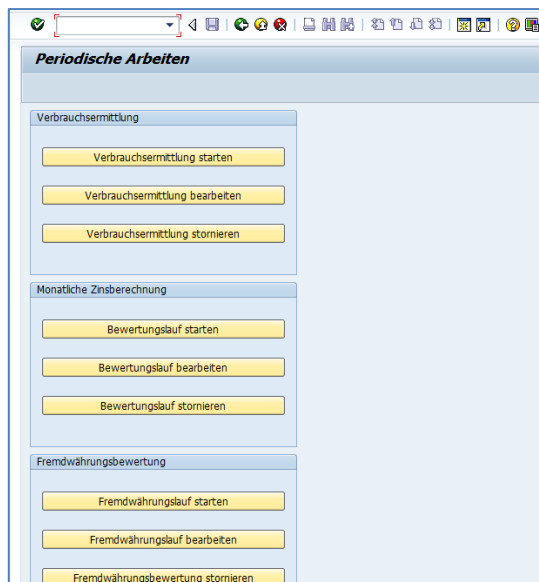 Periodische Arbeiten
Verbrauchsermittlung
Verbrauchsermittlung starten
Verbrauchsermittlung bearbeiten
Verbrauchsermittlung stornieren
Monatliche Zinsberechnung
Bewertungslauf starten
Bewertungslauf bearbeiten
Bewertungslauf stornieren
Fremdwährungsbewertung
Fremdwährungslauf starten
Fremdwährungslauf bearbeiten
Fremdwährungsbewertung stornieren